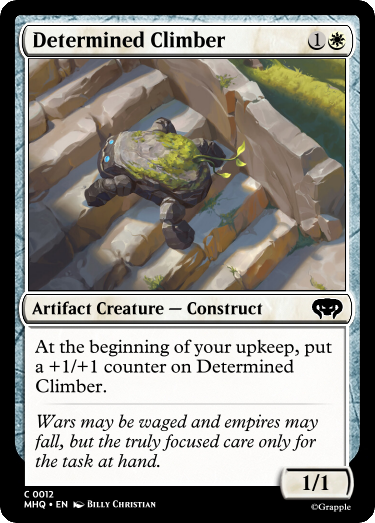 Determined Climber 1
Artifact Creature — Construct
At the beginning of your upkeep, put
a +1/+1 counter on Determined
Climber.
Wars may be waged and empires may
fall, but the truly focused care only for
the task at hand.
1/1
C 0012
MHQ • EN Billy Christian
©Grapple